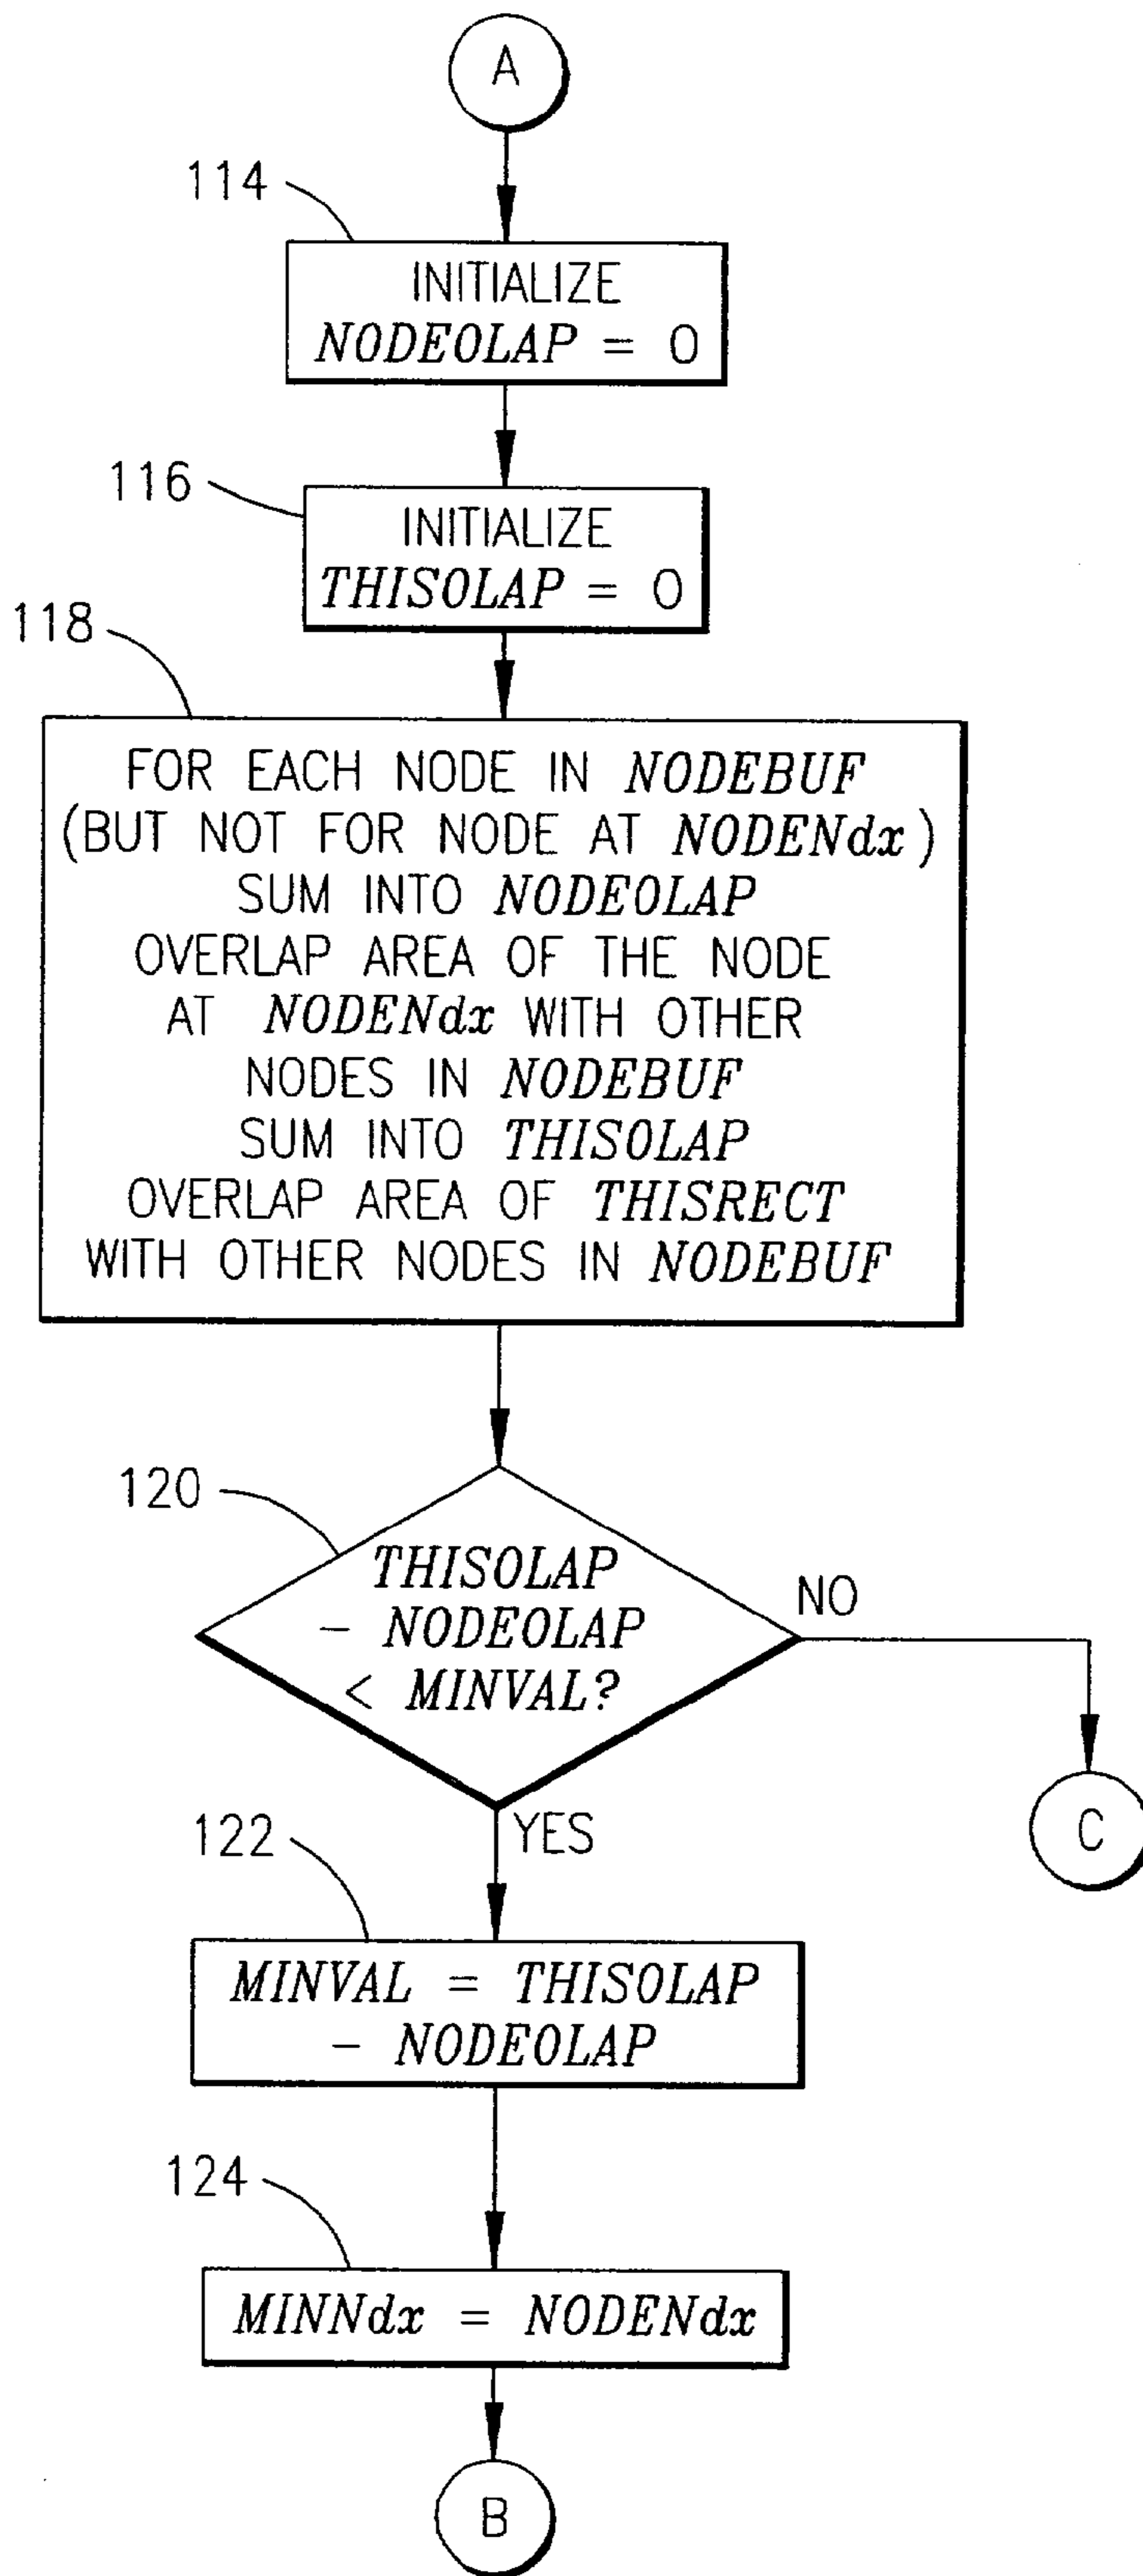 A
114
INITIALIZE
NODEOLAP = 0
116
INITIALIZE
THISOLAP = 0
118
FOR EACH NODE IN NODEBUF
(BUT NOT FOR NODE AT NODENdx)
SUM INTO NODEOLAP
OVERLAP AREA OF THE NODE
AT NODENdx WITH OTHER
NODES IN NODEBUF
SUM INTO THISOLAP
OVERLAP AREA OF THISRECT
WITH OTHER NODES IN NODEBUF
120
THISOLAP
- NODEOLAP
< MINVAL?
NO
C
YES
122
MINVAL = THISOLAP
- NODEOLAP
124
MINNdx = NODENdx
B